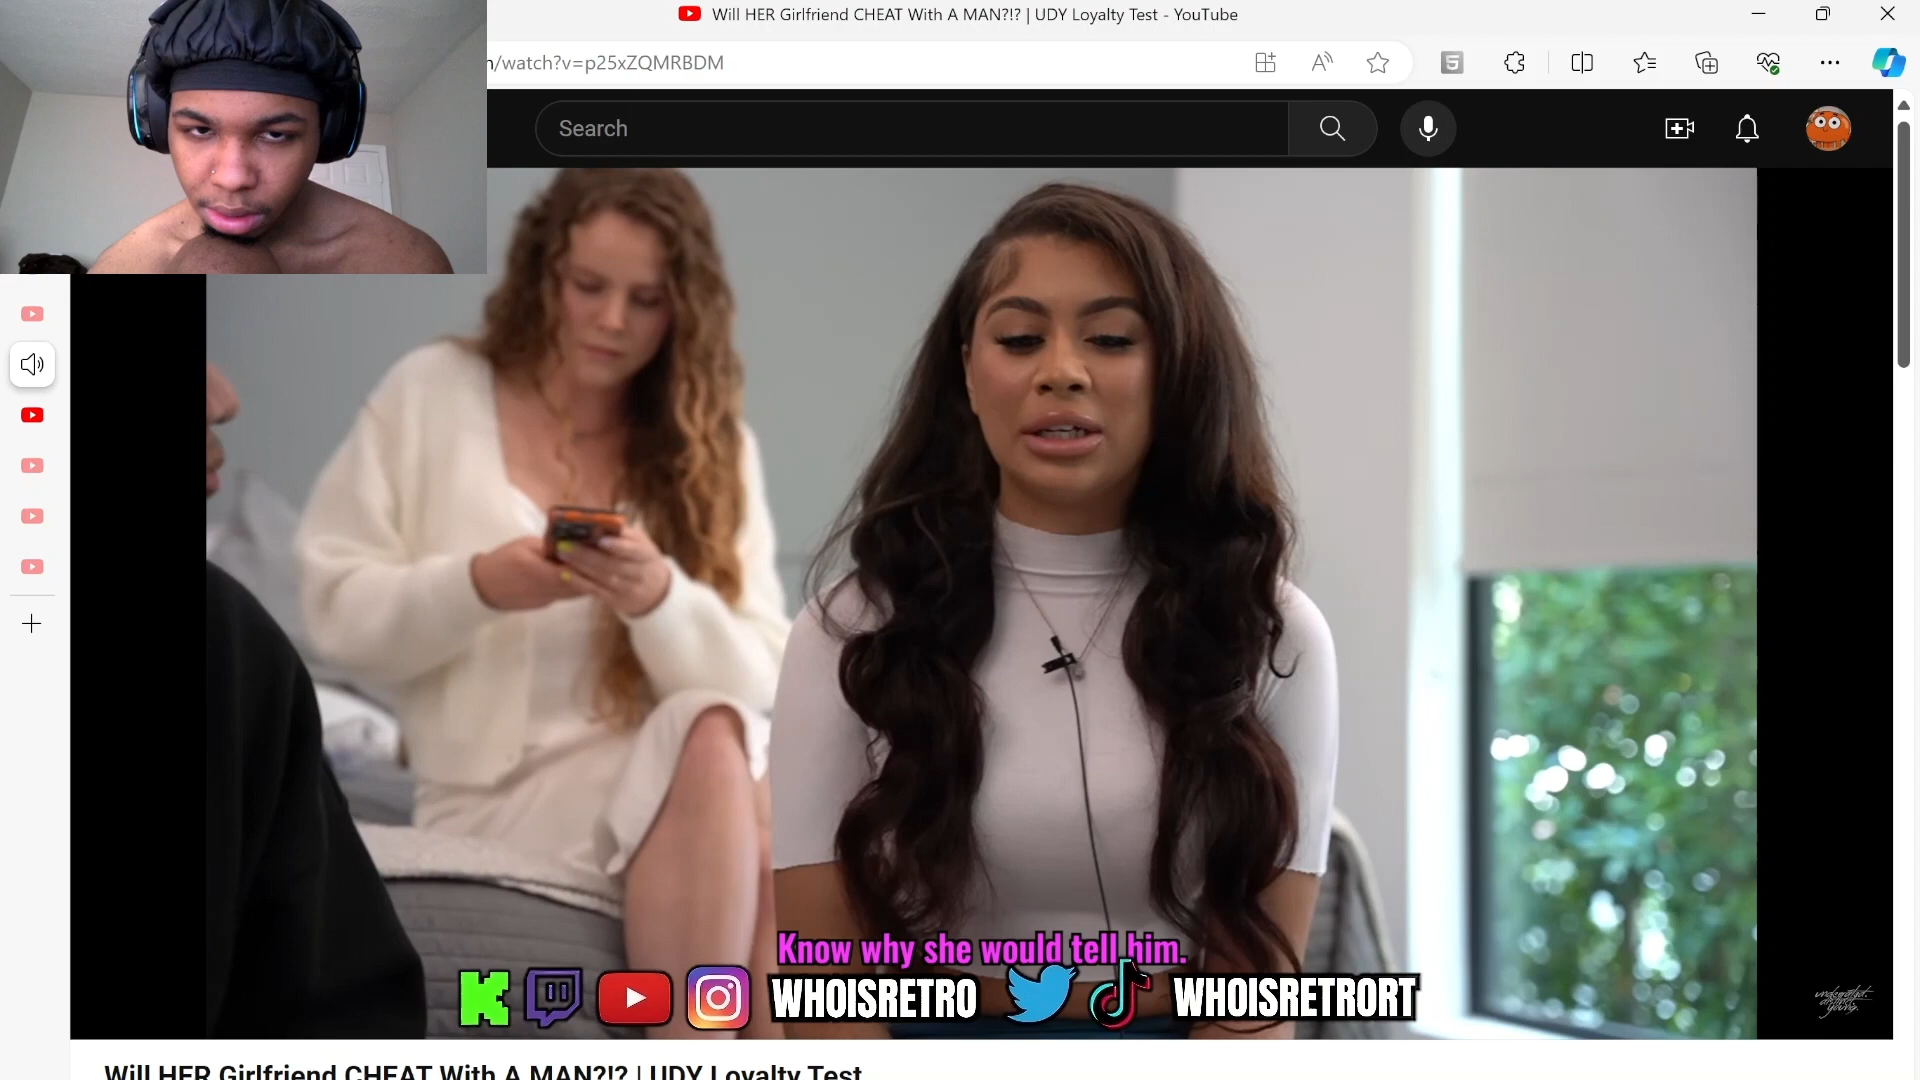 Will HER Girlfriend CHEAT With A MAN?!? | UDY Loyalty Test - YouTube
/watch?v=p25xZQMRBDM
Search
Know why she would tell him.
WHOISRETRO
WHOISRETRORT
underrated.
Will HER Girlfriend CHEAT With A MAN?!? | UDY Loyalty Test